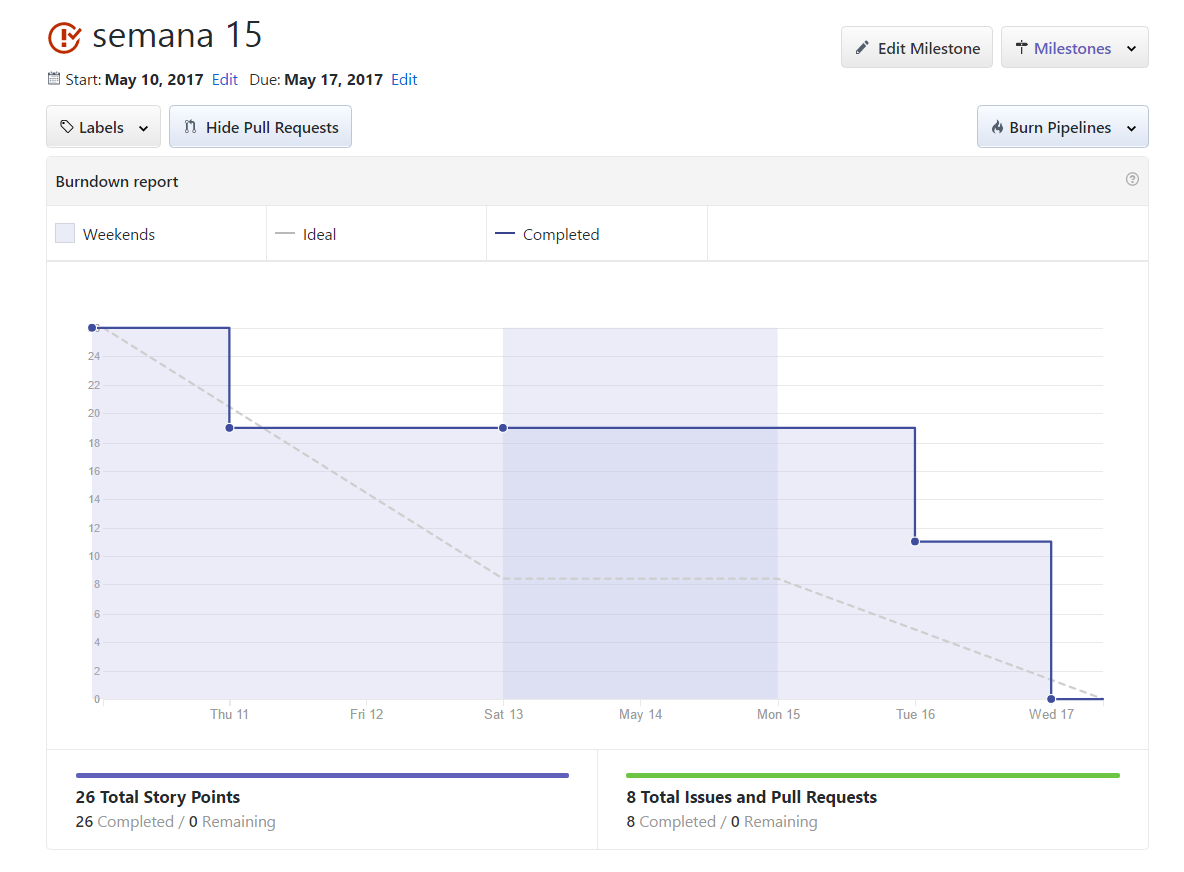 semana 15
Edit Milestone
Milestones
Start: May 10, 2017 Edit Due: May 17, 2017 Edit
Labels
Hide Pull Requests
Burn Pipelines
Burndown report
Weekends
Ideal
Completed
24
22
20
18
16
14
12
10
8
6
4
2
0
Thu 11 Fri 12 Sat 13 May 14 Mon 15 Tue 16 Wed 17
26 Total Story Points
26 Completed / 0 Remaining
8 Total Issues and Pull Requests
8 Completed / 0 Remaining